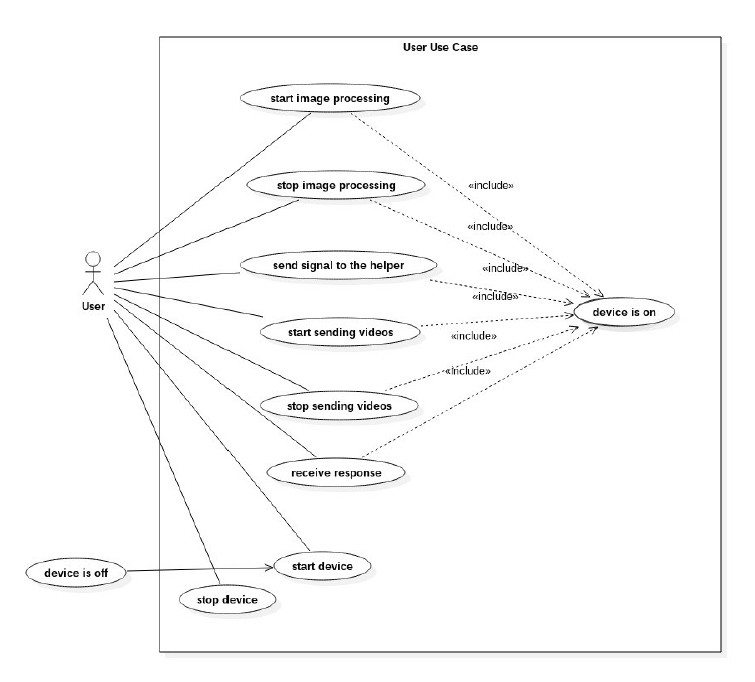 User Use Case
start image processing
stop image processing
«include»
«include»
send signal to the helper
«include»
User
«include»
device is on
start sending videos
«include»
«include»
stop sending videos
receive response
device is off
start device
stop device